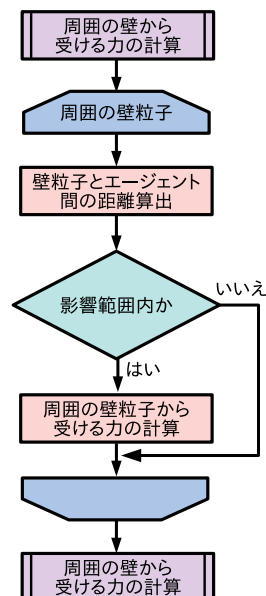 周囲の壁から
受ける力の計算
周囲の壁粒子
壁粒子とエージェント
間の距離算出
影響範囲内か
いいえ
はい
周囲の壁粒子から
受ける力の計算
周囲の壁から
受ける力の計算